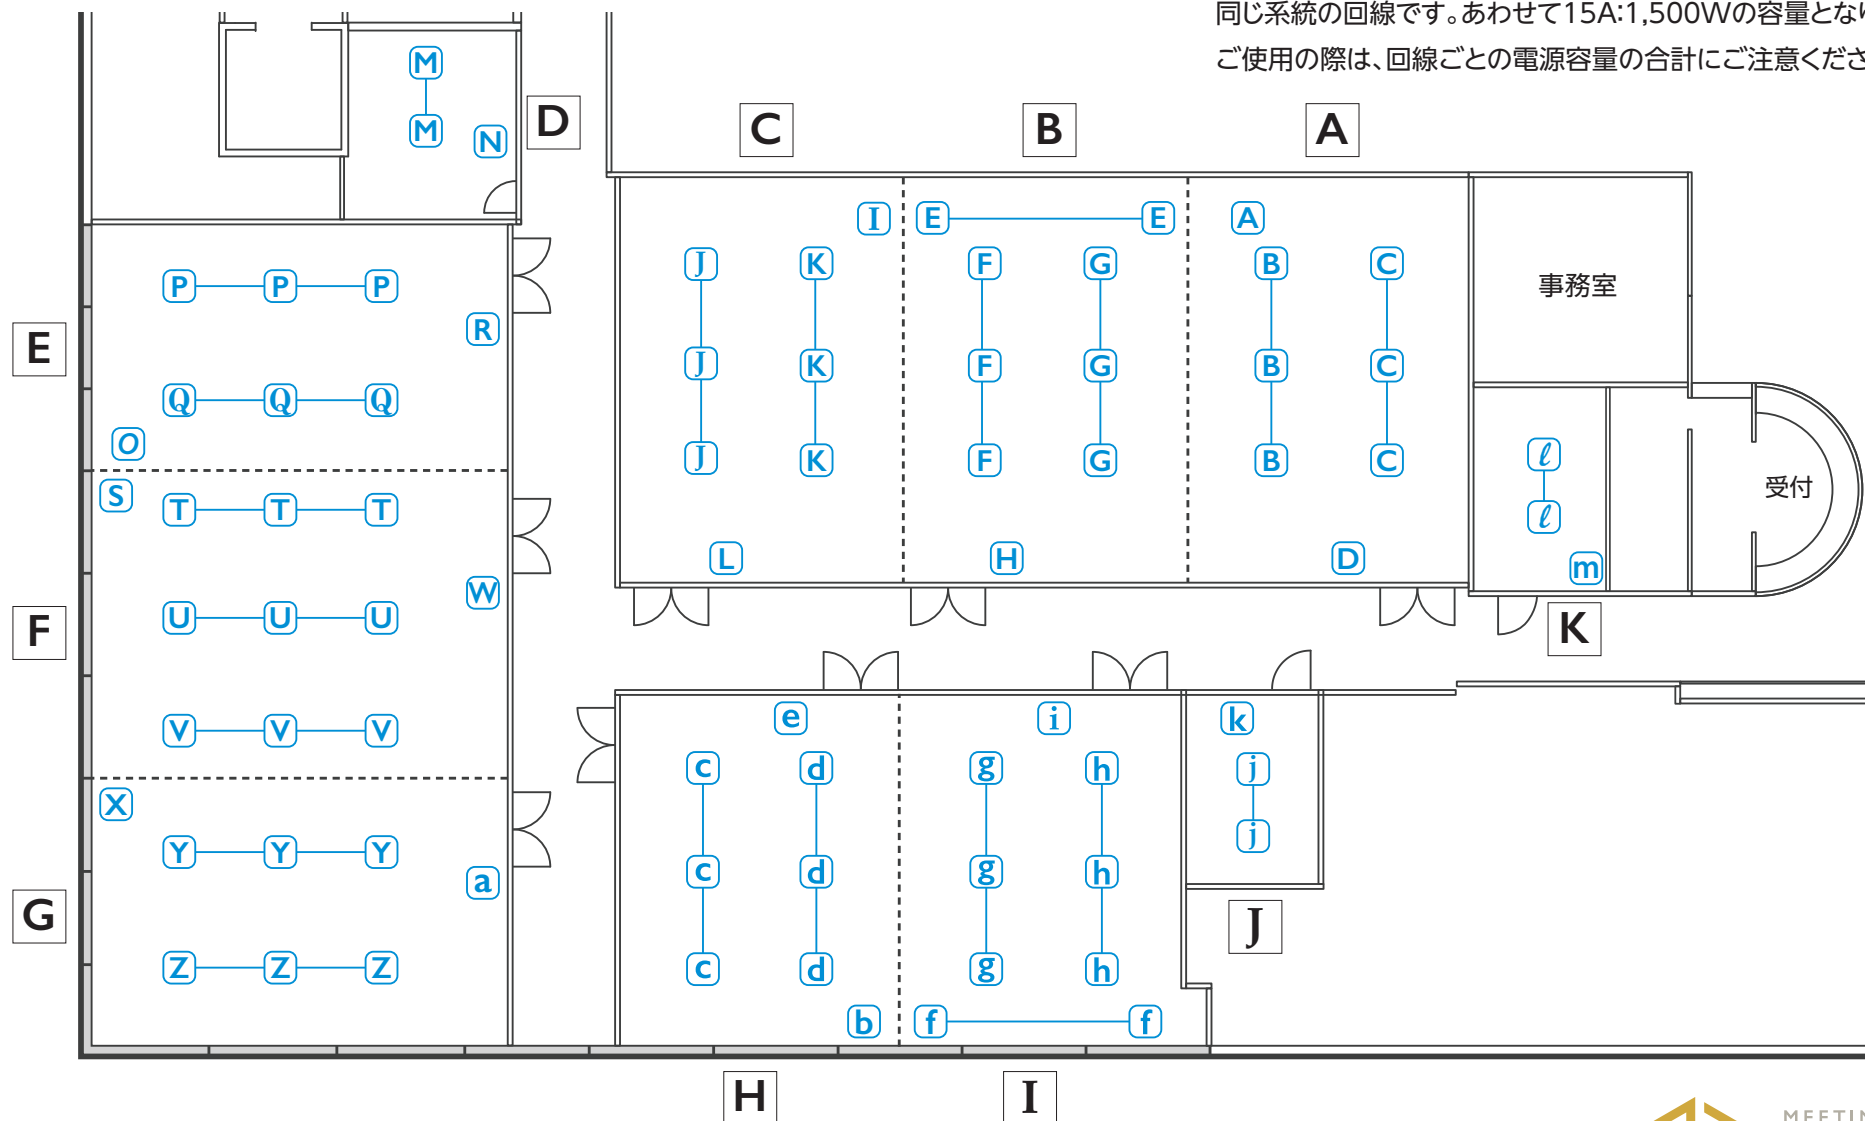 同じ系統の回線です。あわせて15A:1,500Wの容量とな
ご使用の際は、回線ごとの電源容量の合計にご注意くださ
M
M
N
D
C
B
A
I
E E
A
J K F G B C
事務室
P P P
R
E
J K F G B C
Q Q Q
O
J K F G B C
ℓ
ℓ
受付
S
T T T
L H D
m
W
F
U U U
K
V V V
e i k
c d g h j
X
j
Y Y Y
a
c d g h
G
J
Z Z Z
c d g h
b f f
H I
MEETIN